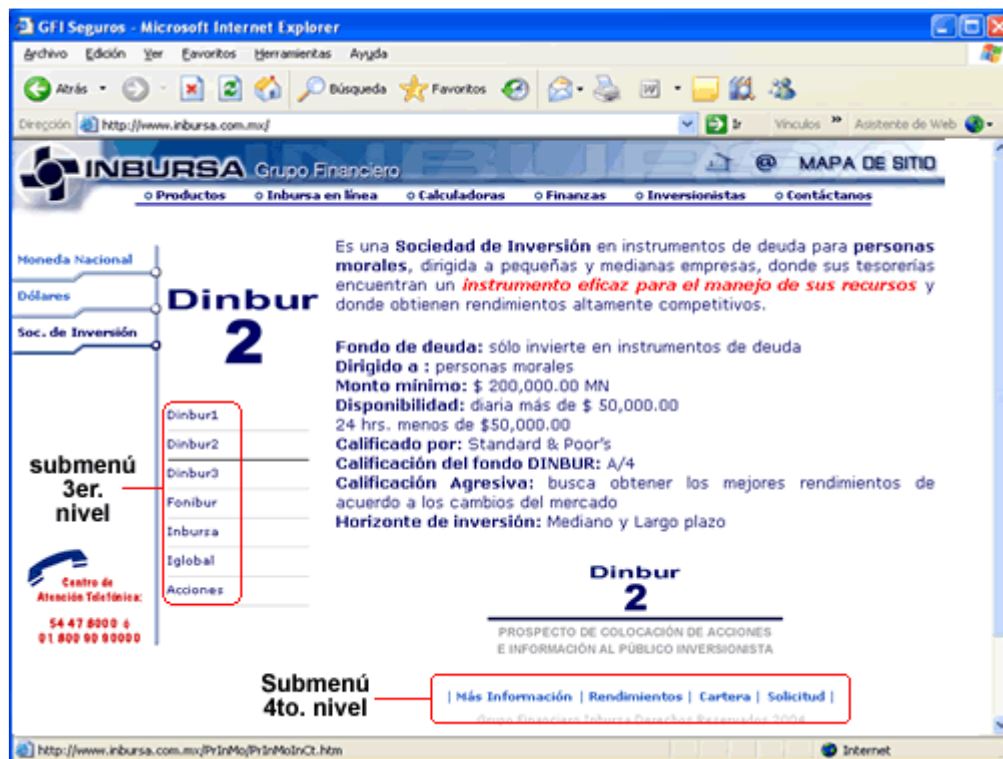 GFI Seguros - Microsoft Internet Explorer
Archivo Edición Ver Favoritos Herramientas Ayuda
Atrás Búsqueda Favoritos
Dirección http://www.inbursa.com.mx/ Ir Vínculos » Asistente de Web
INBURSA Grupo Financiero @ MAPA DE SITIO
Productos Inbursa en línea Calculadoras Finanzas Inversionistas Contáctanos
Moneda Nacional
Dólares
Soc. de Inversión
Dinbur
2
Es una Sociedad de Inversión en instrumentos de deuda para personas
morales, dirigida a pequeñas y medianas empresas, donde sus tesorerías
encuentran un instrumento eficaz para el manejo de sus recursos y
donde obtienen rendimientos altamente competitivos.
Fondo de deuda: sólo invierte en instrumentos de deuda
Dirigido a : personas morales
Monto mínimo: $ 200,000.00 MN
Disponibilidad: diaria más de $ 50,000.00
24 hrs. menos de $50,000.00
Calificado por: Standard & Poor's
Calificación del fondo DINBUR: A/4
Calificación Agresiva: busca obtener los mejores rendimientos de
acuerdo a los cambios del mercado
Horizonte de inversión: Mediano y Largo plazo
Dinbur1
Dinbur2
Dinbur3
Fonibur
Inbursa
Iglobal
Acciones
submenú
3er.
nivel
Centro de
Atención Telefónica:
54 47 8000 ó
01 800 90 90000
Dinbur
2
PROSPECTO DE COLOCACIÓN DE ACCIONES
E INFORMACIÓN AL PÚBLICO INVERSIONISTA
Submenú
4to. nivel
| Más Información | Rendimientos | Cartera | Solicitud |
Grupo Financiero Inbursa Derechos Reservados 2004
http://www.inbursa.com.mx/PrInMo/PrInMoInCt.htm Internet